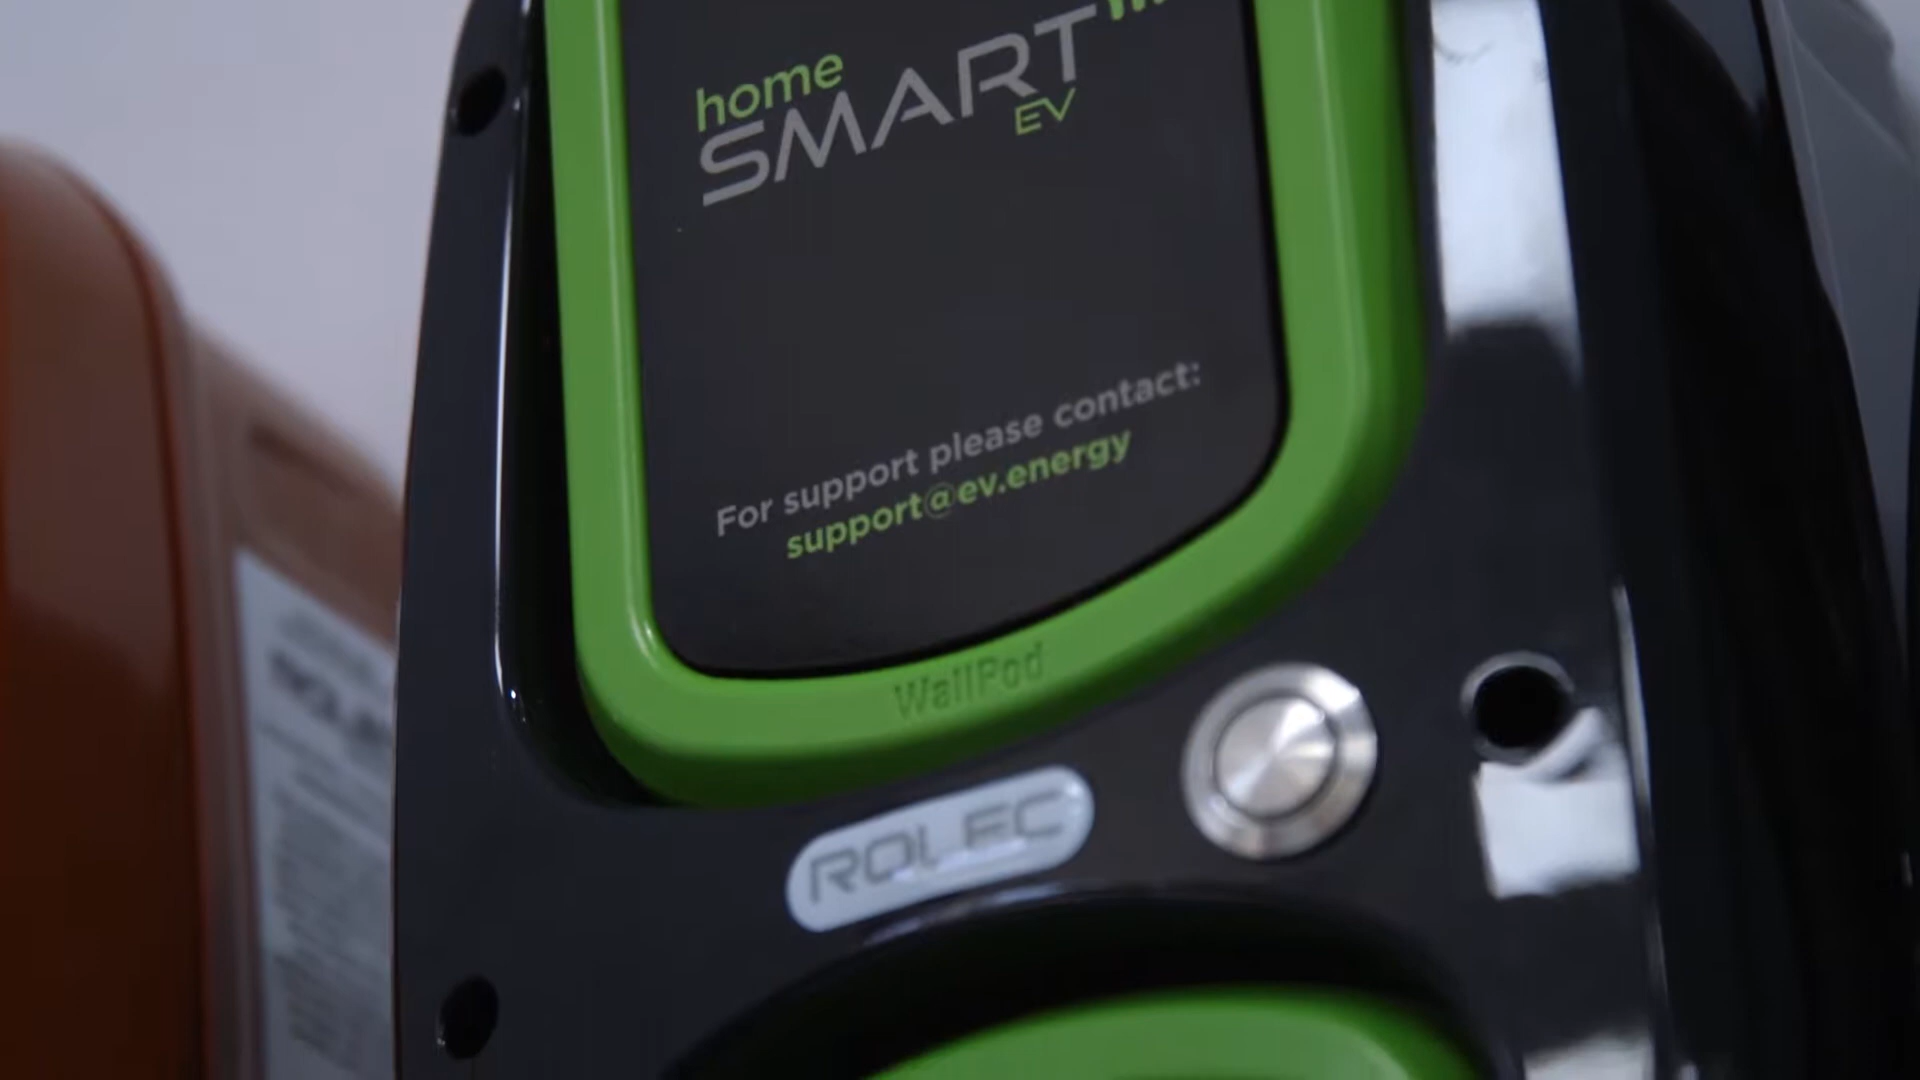 home
SMART
EV
For support please contact:
support@ev.energy
WallPod
ROLEC